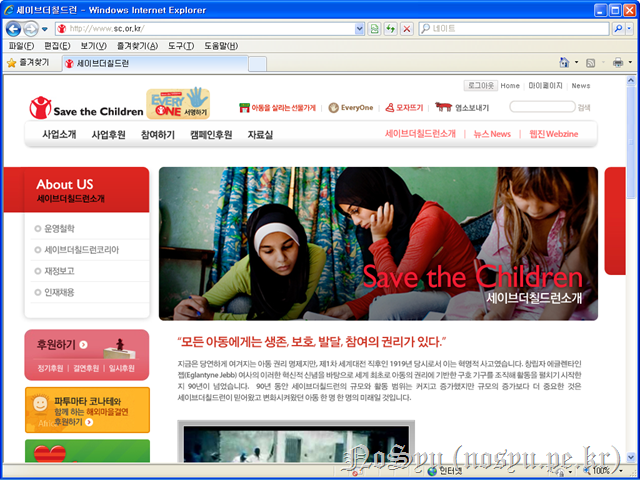 세이브더칠드런 - Windows Internet Explorer
http://www.sc.or.kr/
네이트
파일(F) 편집(E) 보기(V) 즐겨찾기(A) 도구(T) 도움말(H)
즐겨찾기 세이브더칠드런
로그아웃 Home 마이페이지 News
Save the Children EVERY ONE 서명하기 아동을 살리는 선물가게 EveryOne 모자뜨기 염소보내기 검색
사업소개 사업후원 참여하기 캠페인후원 자료실 세이브더칠드런소개 뉴스 News 웹진 Webzine
About US
세이브더칠드런소개
운영철학
세이브더칠드런코리아
재정보고
인재채용
Save the Children
세이브더칠드런소개
후원하기
정기후원 | 결연후원 | 일시후원
파투마타 코나테와
함께 하는 해외마을결연
후원하기
“모든 아동에게는 생존, 보호, 발달, 참여의 권리가 있다.”
지금은 당연하게 여겨지는 아동 권리 명제지만, 제1차 세계대전 직후인 1919년 당시로서 이는 혁명적 사고였습니다. 창립자 에글렌타인
젭(Eglantyne Jebb) 여사의 이러한 혁신적 신념을 바탕으로 세계 최초로 아동의 권리에 기반한 구호 기구를 조직해 활동을 펼치기 시작한
지 90년이 넘었습니다. 90년 동안 세이브더칠드런의 규모와 활동 범위는 커지고 증가했지만 규모의 증가보다 더 중요한 것은
세이브더칠드런이 믿어왔고 변화시켜왔던 아동 한 명 한 명의 미래일 것입니다.
NoSyu (nosyu.pe.kr)
인터넷 100%